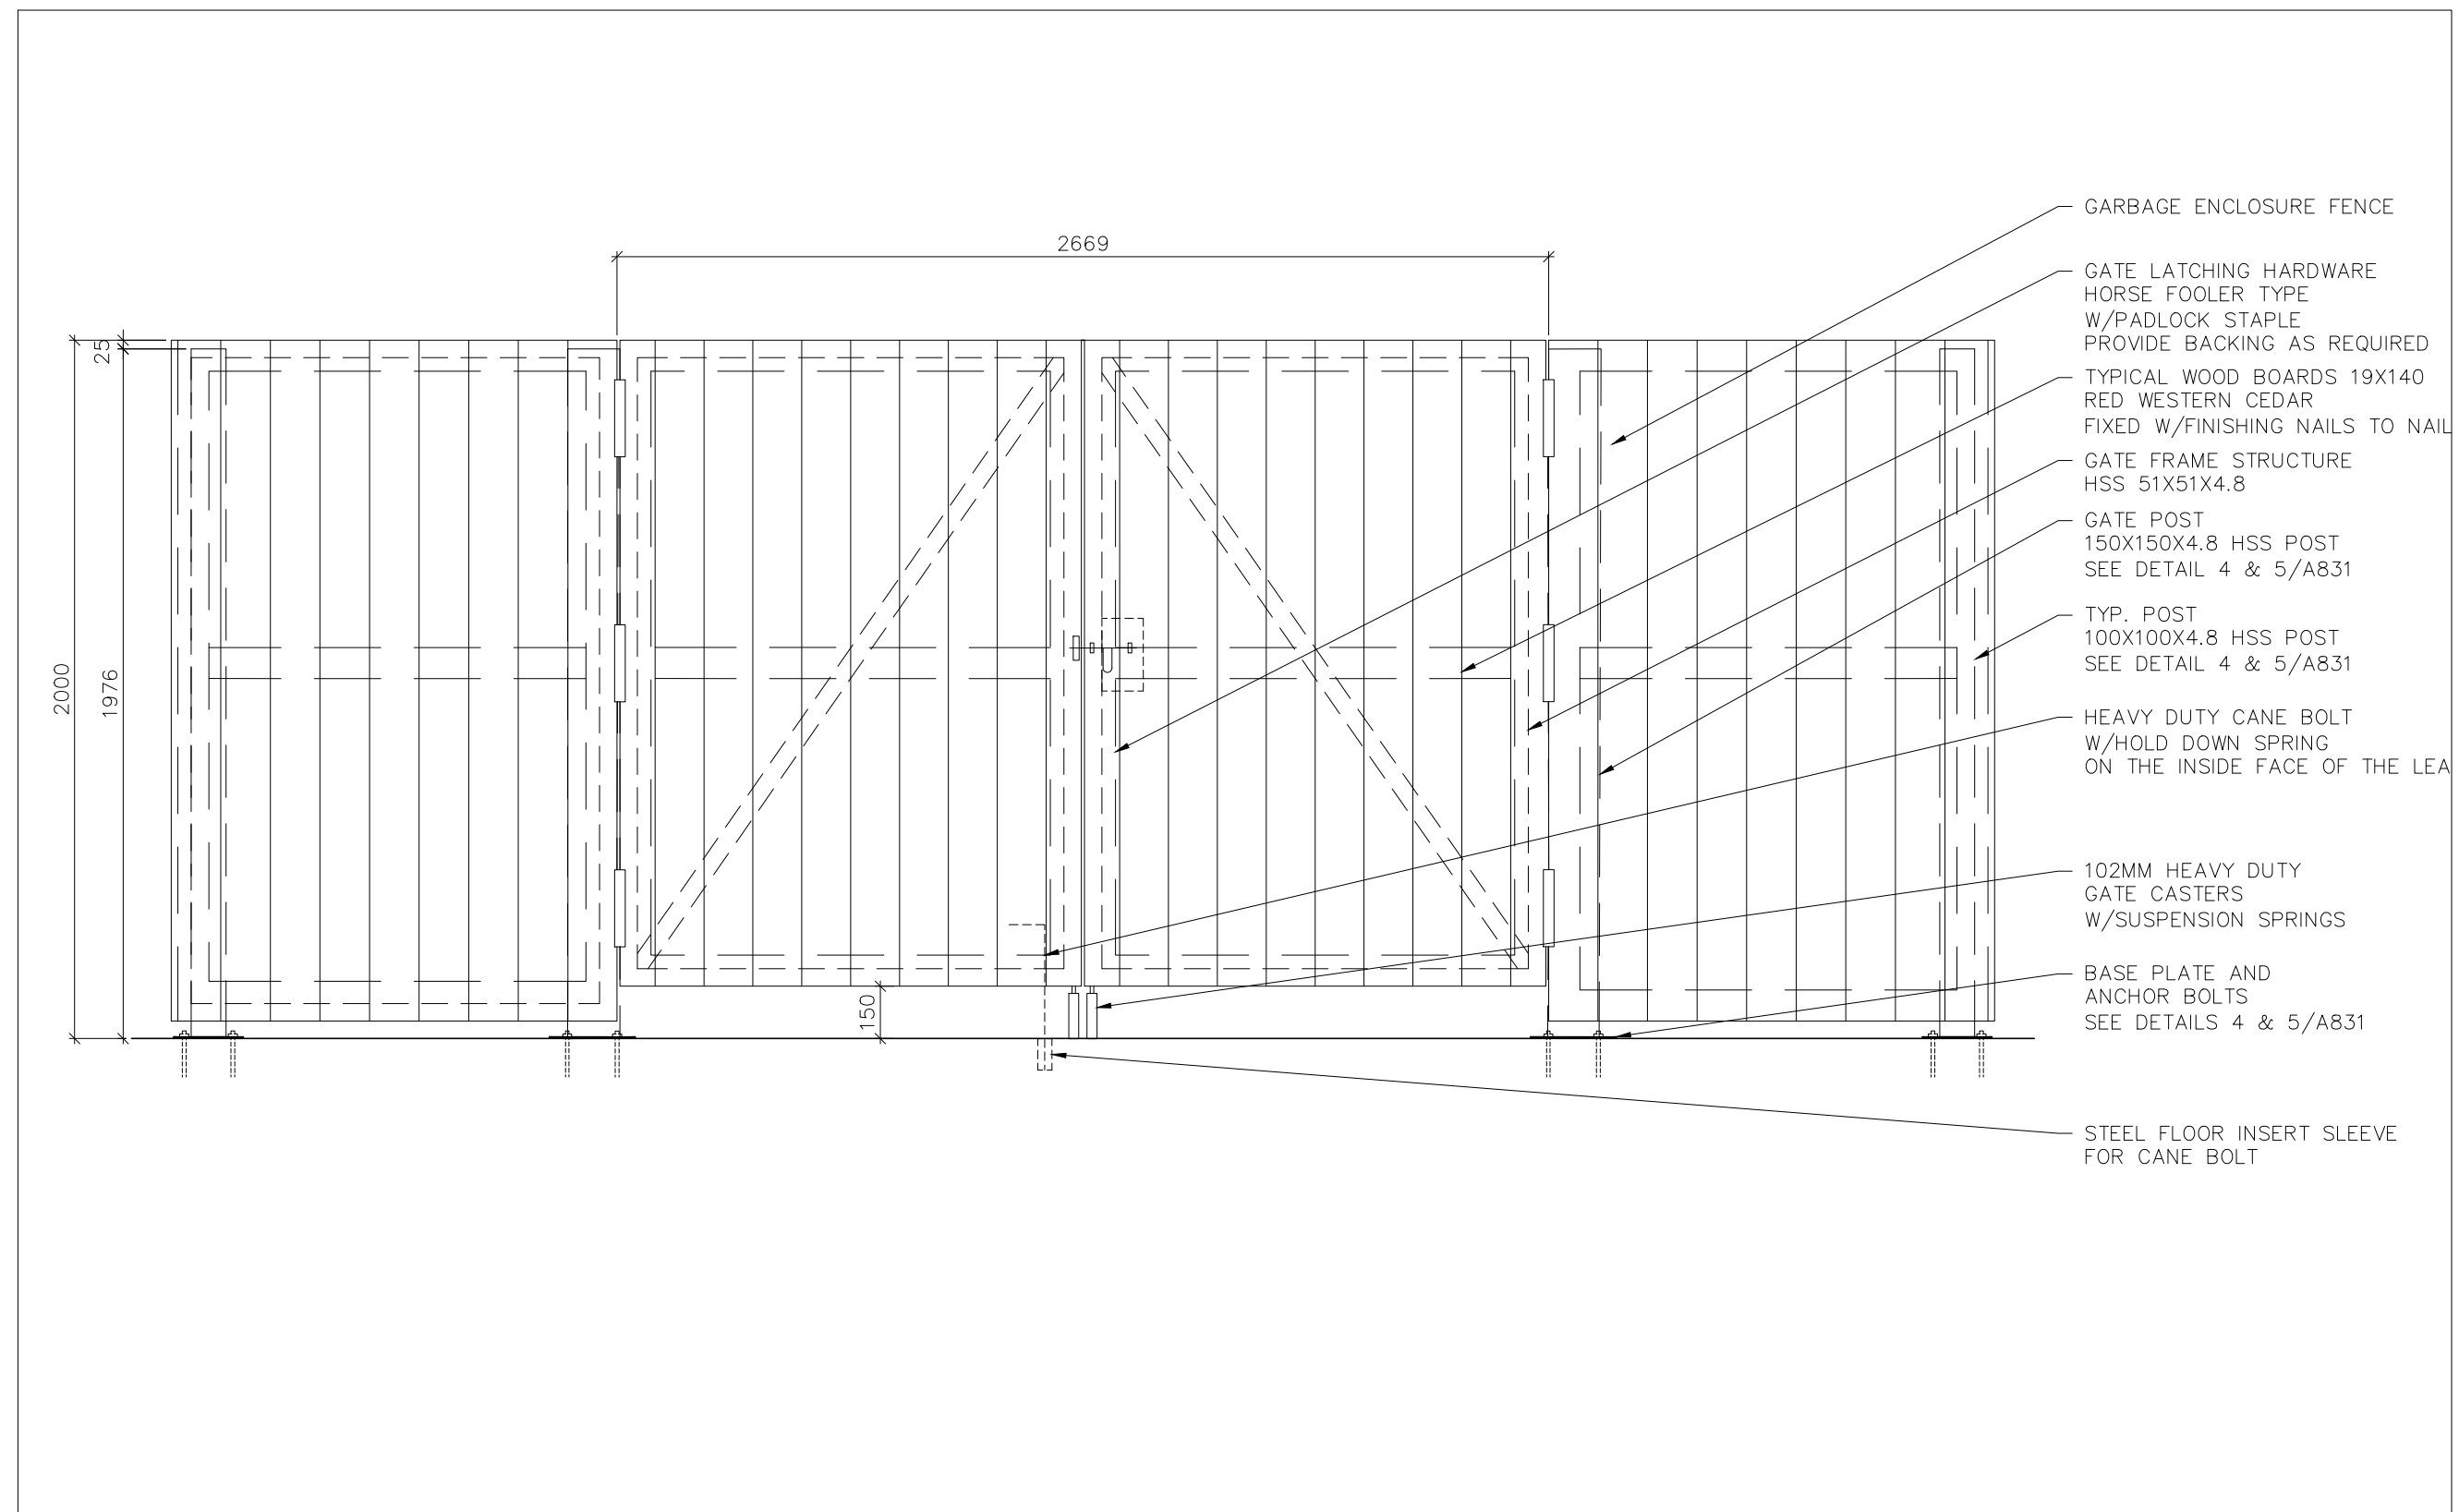 2669
25
2000
1976
150
GARBAGE ENCLOSURE FENCE
GATE LATCHING HARDWARE
HORSE FOOLER TYPE
W/PADLOCK STAPLE
PROVIDE BACKING AS REQUIRED
TYPICAL WOOD BOARDS 19X140
RED WESTERN CEDAR
FIXED W/FINISHING NAILS TO NAIL
GATE FRAME STRUCTURE
HSS 51X51X4.8
GATE POST
150X150X4.8 HSS POST
SEE DETAIL 4 & 5/A831
TYP. POST
100X100X4.8 HSS POST
SEE DETAIL 4 & 5/A831
HEAVY DUTY CANE BOLT
W/HOLD DOWN SPRING
ON THE INSIDE FACE OF THE LEA
102MM HEAVY DUTY
GATE CASTERS
W/SUSPENSION SPRINGS
BASE PLATE AND
ANCHOR BOLTS
SEE DETAILS 4 & 5/A831
STEEL FLOOR INSERT SLEEVE
FOR CANE BOLT